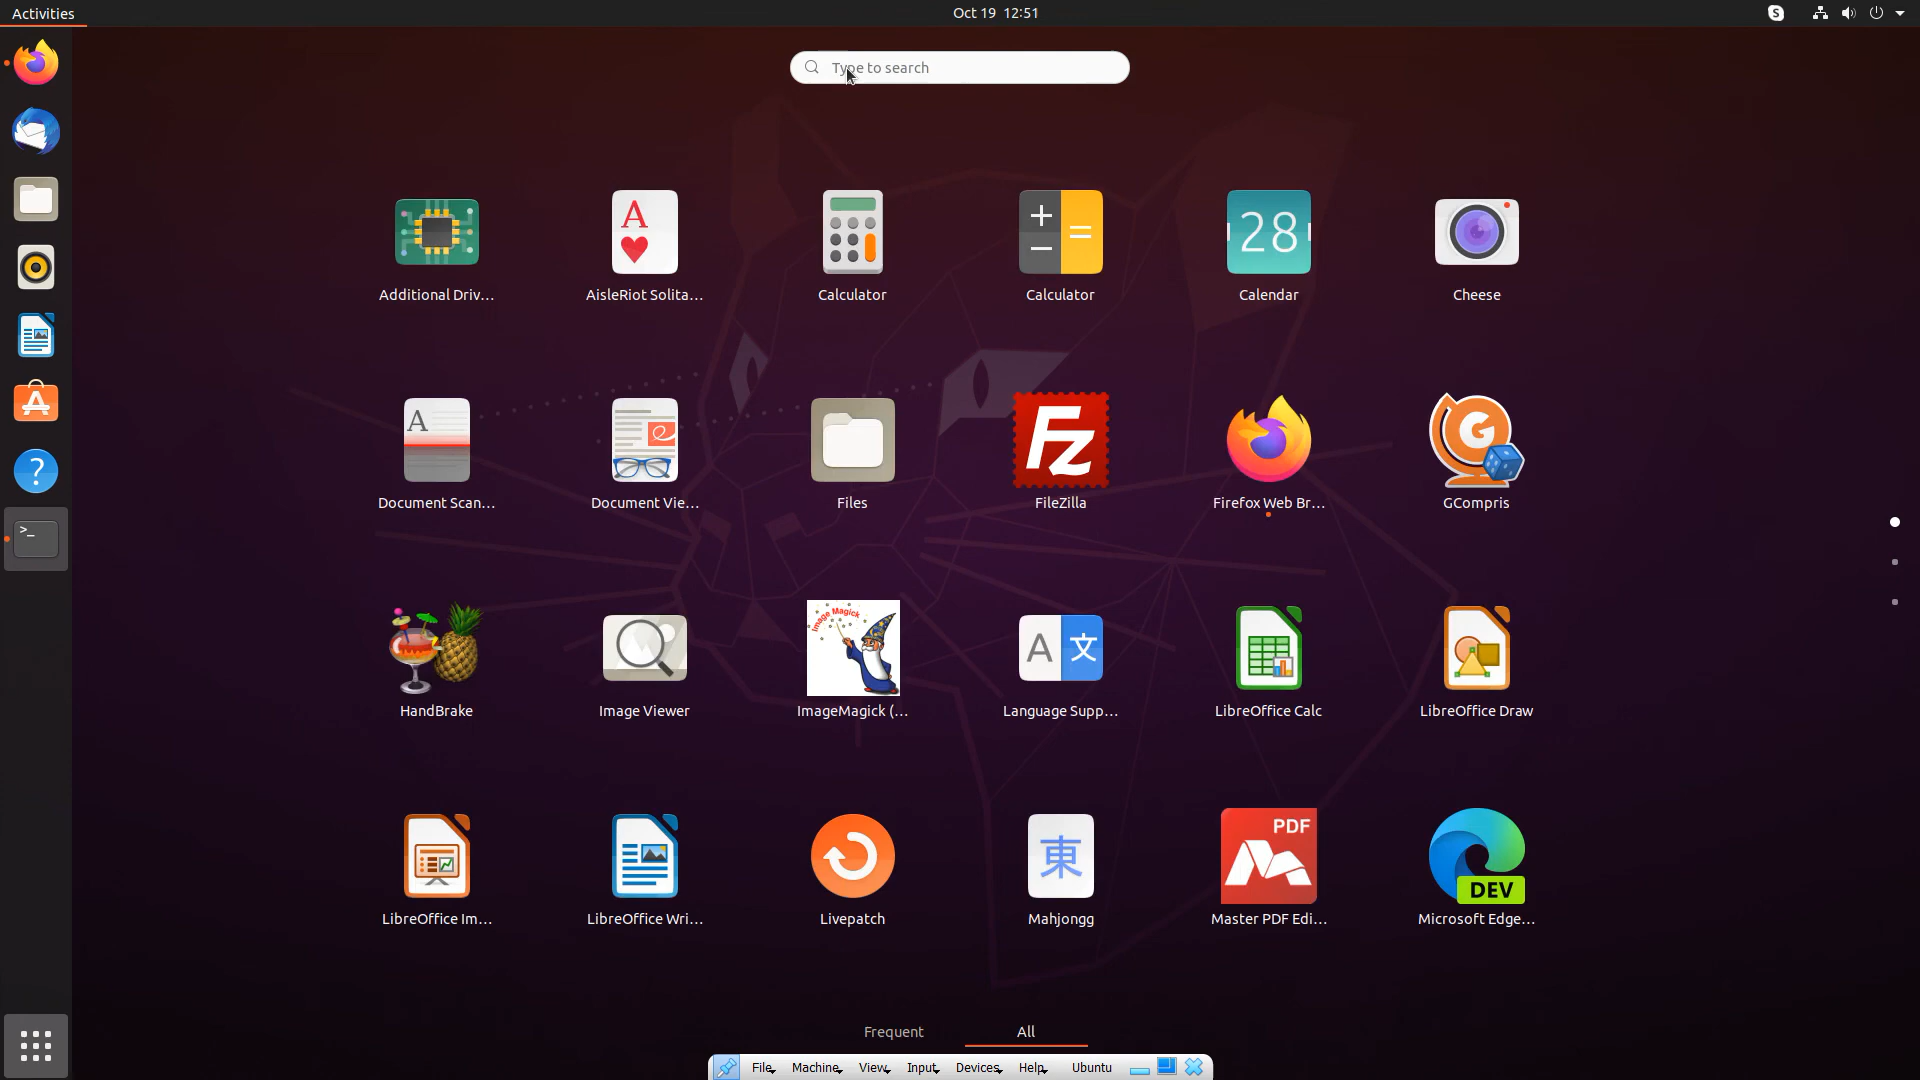 Activities
Oct 19 12:51
S
Type to search
Additional Driv...
A
AisleRiot Solita...
Calculator
+ − =
Calculator
28
Calendar
Cheese
A
Document Scan...
Document Vie...
Files
Fz
FileZilla
Firefox Web Br...
G
GCompris
HandBrake
Image Viewer
Image Magick
ImageMagick (...
A 文
Language Supp...
LibreOffice Calc
LibreOffice Draw
LibreOffice Im...
LibreOffice Wri...
Livepatch
東
Mahjongg
PDF
Master PDF Edi...
DEV
Microsoft Edge...
?
>_
Frequent
All
File
Machine
View
Input
Devices
Help
Ubuntu